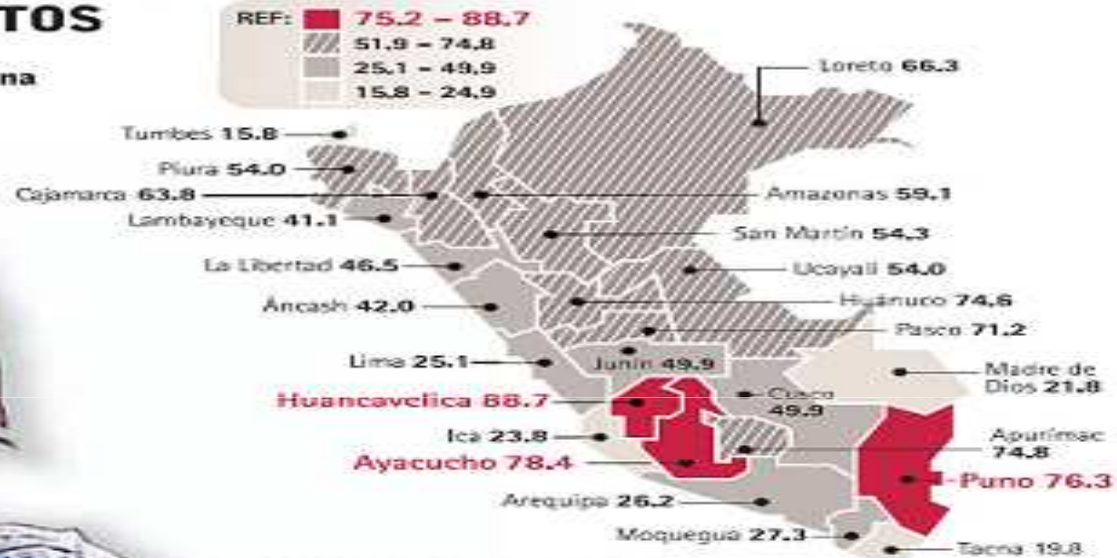 TOS
na
REF: 75.2 – 88.7
51.9 – 74.8
25.1 – 49.9
15.8 – 24.9
Loreto 66.3
Tumbes 15.8
Piura 54.0
Cajamarca 63.8
Amazonas 59.1
Lambayeque 41.1
San Martín 54.3
La Libertad 46.5
Ucayali 54.0
Áncash 42.0
Huánuco 74.6
Pasco 71.2
Lima 25.1
Junín 49.9
Madre de
Dios 21.8
Huancavelica 88.7
Cusco
49.9
Ica 23.8
Apurímac
74.8
Ayacucho 78.4
Puno 76.3
Arequipa 26.2
Moquegua 27.3
Tacna 19.8